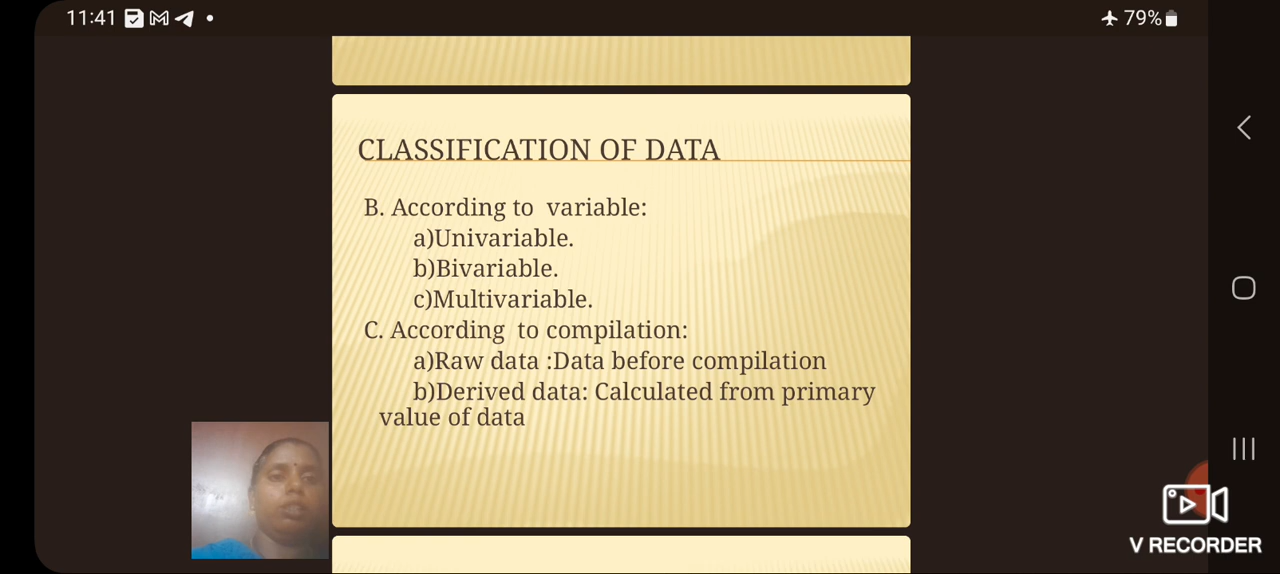 11:41
79%
CLASSIFICATION OF DATA
B. According to  variable:
a)Univariable.
b)Bivariable.
c)Multivariable.
C. According  to compilation:
a)Raw data :Data before compilation
b)Derived data: Calculated from primary
value of data
V RECORDER